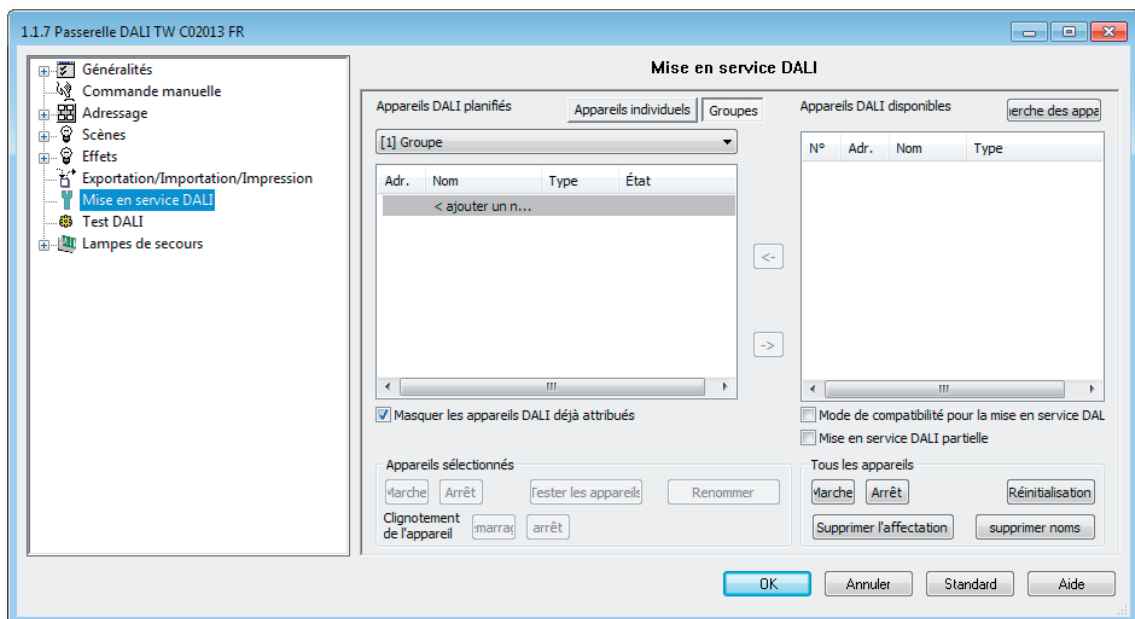 1.1.7 Passerelle DALI TW C02013 FR
Généralités
Commande manuelle
Adressage
Scènes
Effets
Exportation/Importation/Impression
Mise en service DALI
Test DALI
Lampes de secours
Mise en service DALI
Appareils DALI planifiés
Appareils individuels
Groupes
[1] Groupe
Adr. Nom Type État
< ajouter un n...
<-
->
Masquer les appareils DALI déjà attribués
Appareils DALI disponibles
erche des appa
N° Adr. Nom Type
Mode de compatibilité pour la mise en service DAL
Mise en service DALI partielle
Appareils sélectionnés
Marche Arrêt Tester les appareils Renommer
Clignotement
de l'appareil
marrag arrêt
Tous les appareils
Marche Arrêt Réinitialisation
Supprimer l'affectation supprimer noms
OK Annuler Standard Aide